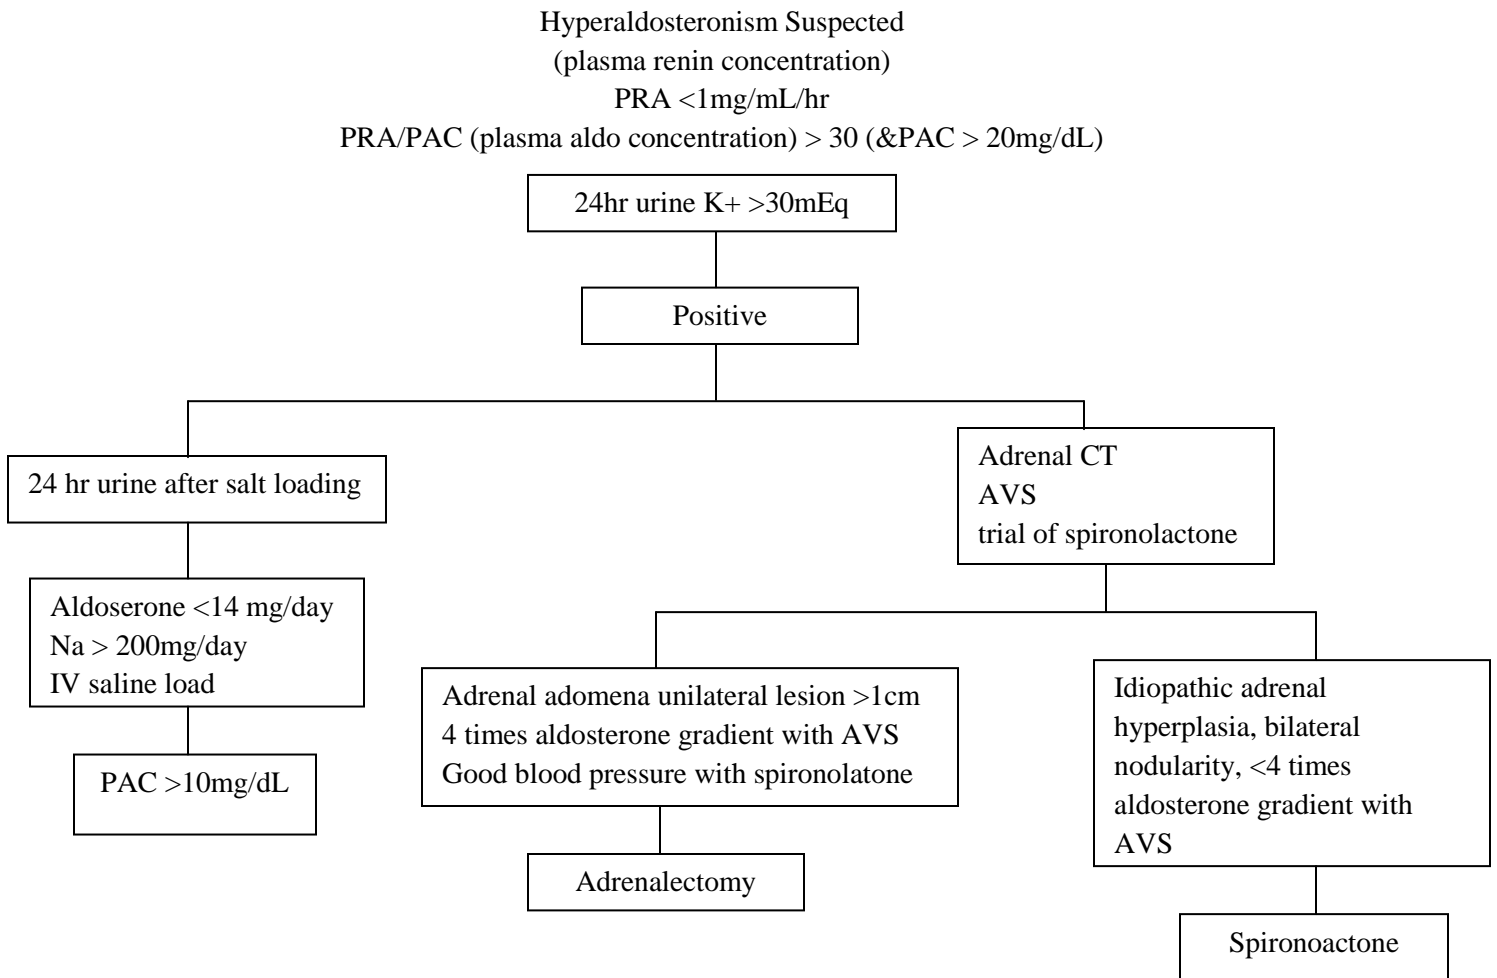 Hyperaldosteronism Suspected
(plasma renin concentration)
PRA <1mg/mL/hr
PRA/PAC (plasma aldo concentration) > 30 (&PAC > 20mg/dL)
24hr urine K+ >30mEq
Positive
24 hr urine after salt loading
Aldoserone <14 mg/day
Na > 200mg/day
IV saline load
PAC >10mg/dL
Adrenal CT
AVS
trial of spironolactone
Adrenal adomena unilateral lesion >1cm
4 times aldosterone gradient with AVS
Good blood pressure with spironolatone
Adrenalectomy
Idiopathic adrenal
hyperplasia, bilateral
nodularity, <4 times
aldosterone gradient with
AVS
Spironoactone